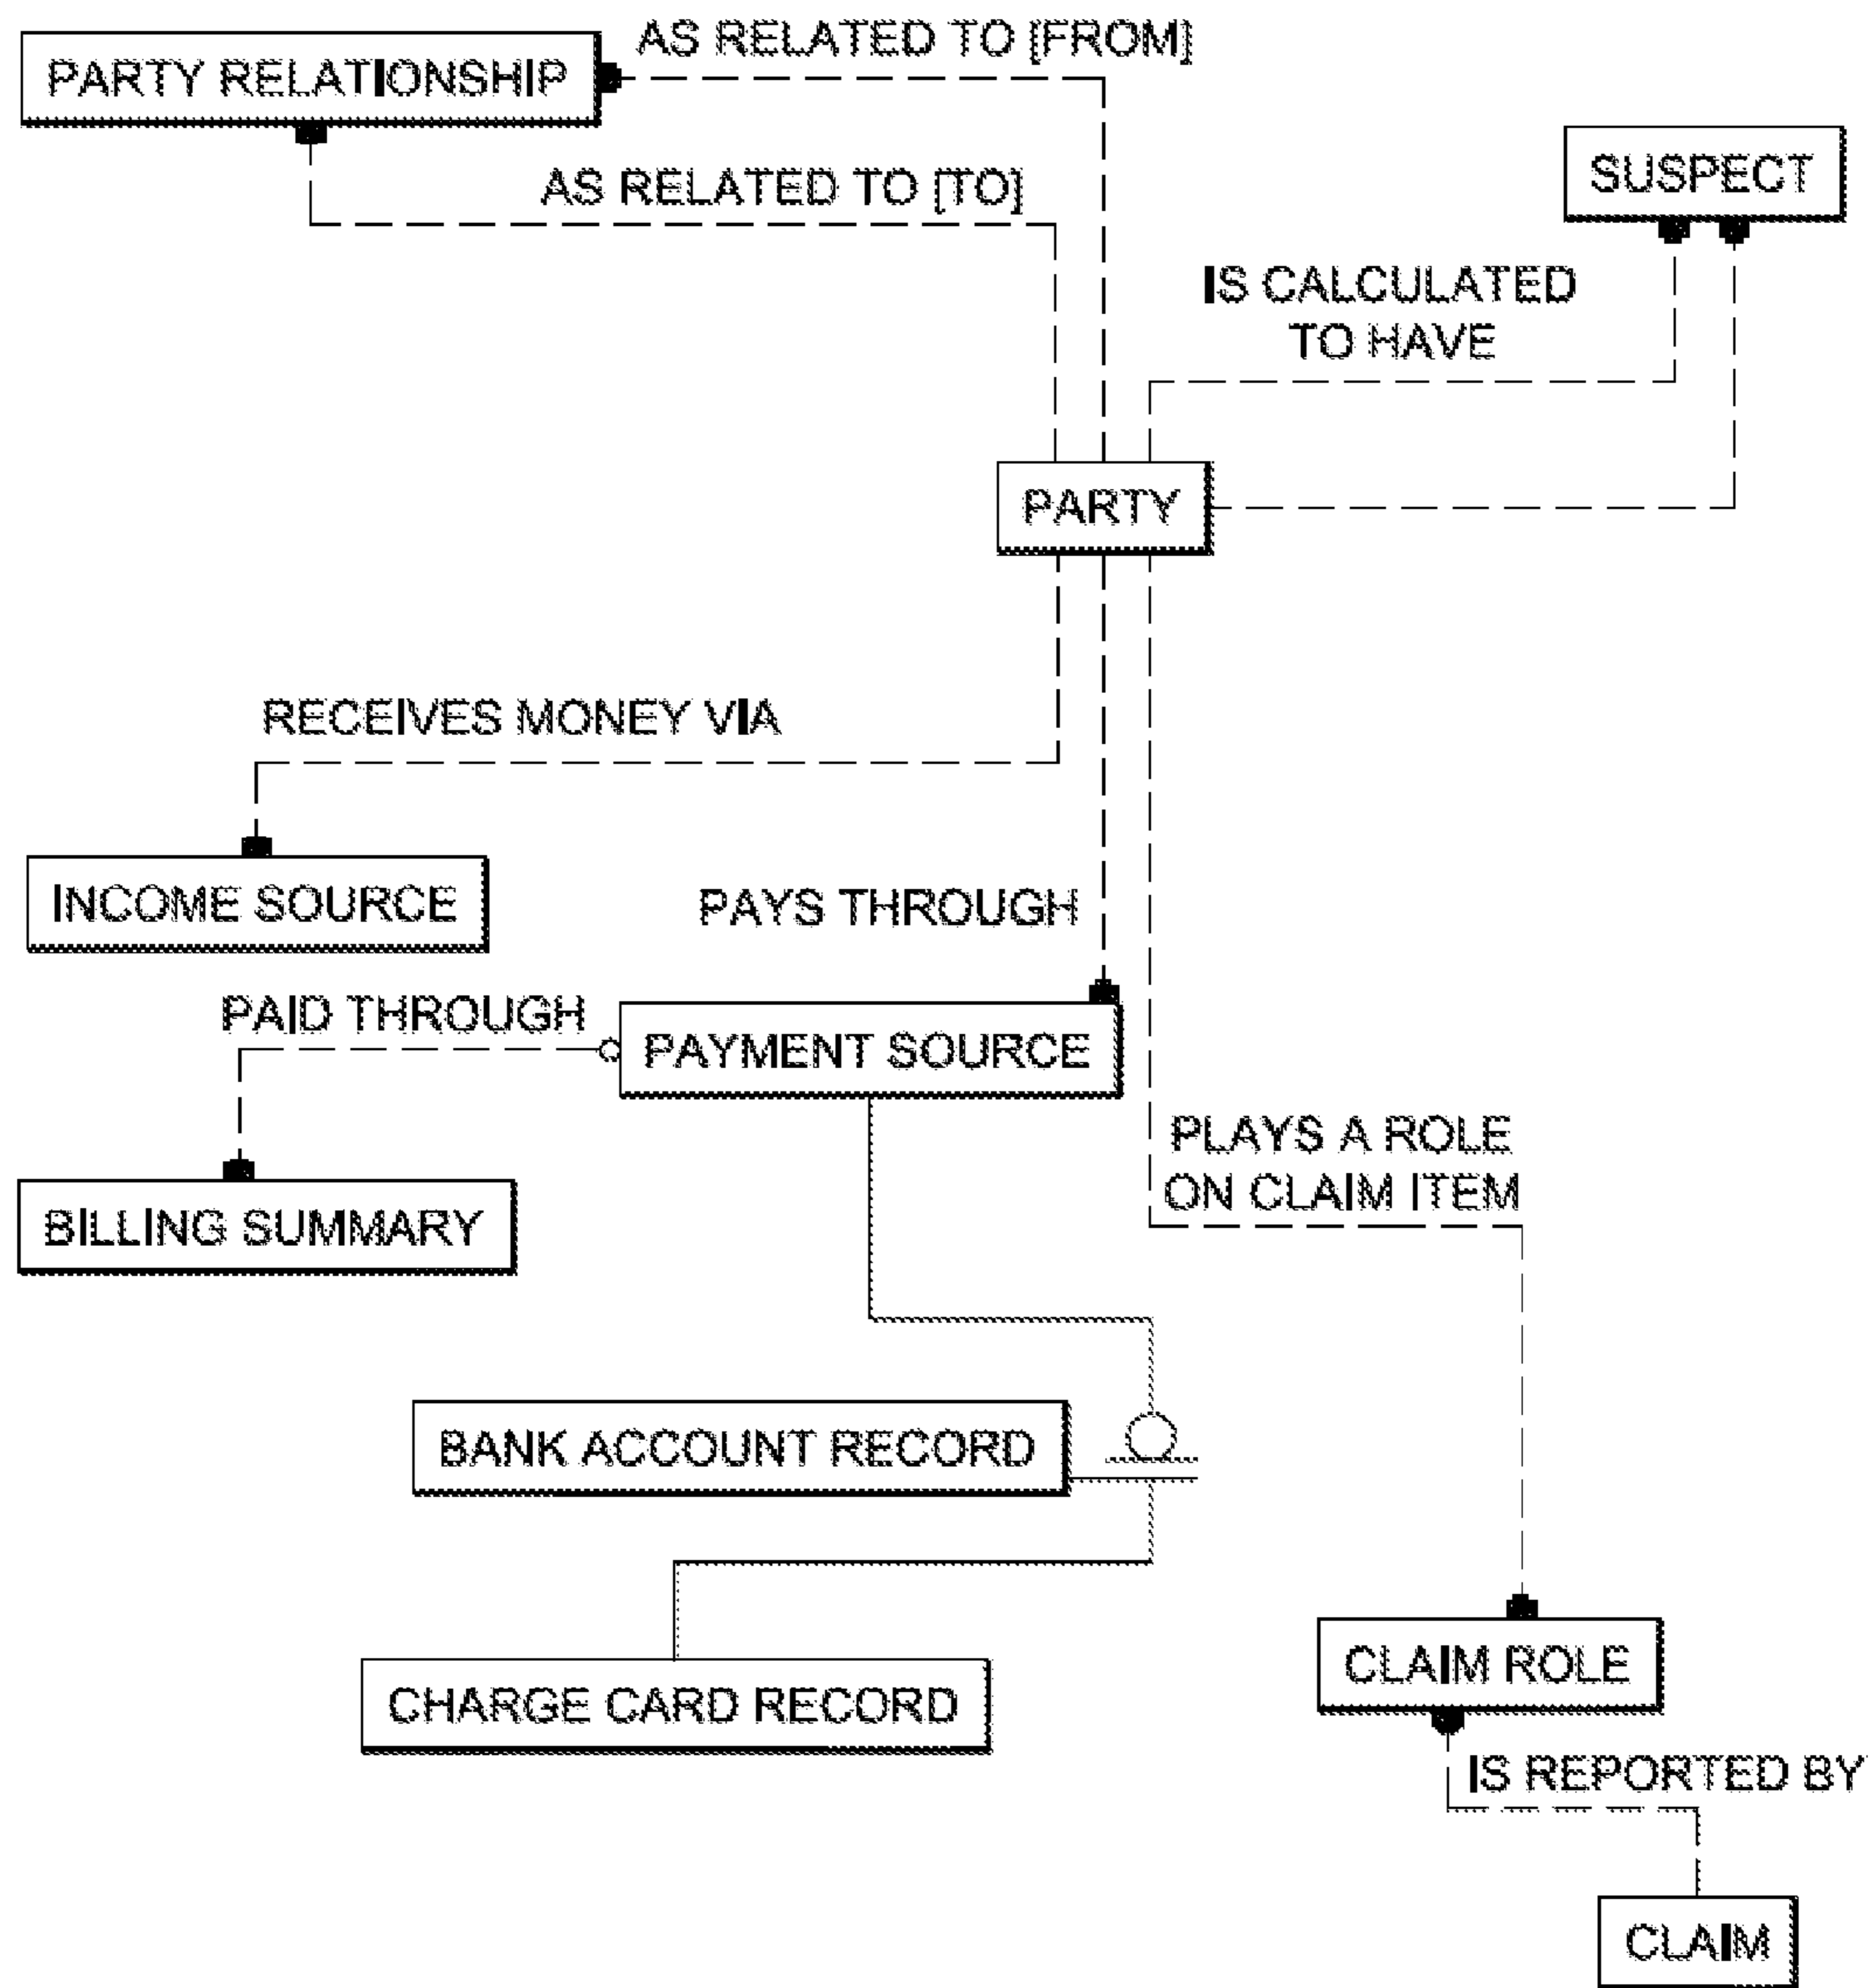 AS RELATED TO [FROM]
PARTY RELATIONSHIP
SUSPECT
AS RELATED TO [TO]
IS CALCULATED
TO HAVE
PARTY
RECEIVES MONEY VIA
INCOME SOURCE
PAYS THROUGH
PAID THROUGH
PAYMENT SOURCE
PLAYS A ROLE
ON CLAIM ITEM
BILLING SUMMARY
BANK ACCOUNT RECORD
CLAIM ROLE
CHARGE CARD RECORD
IS REPORTED BY
CLAIM